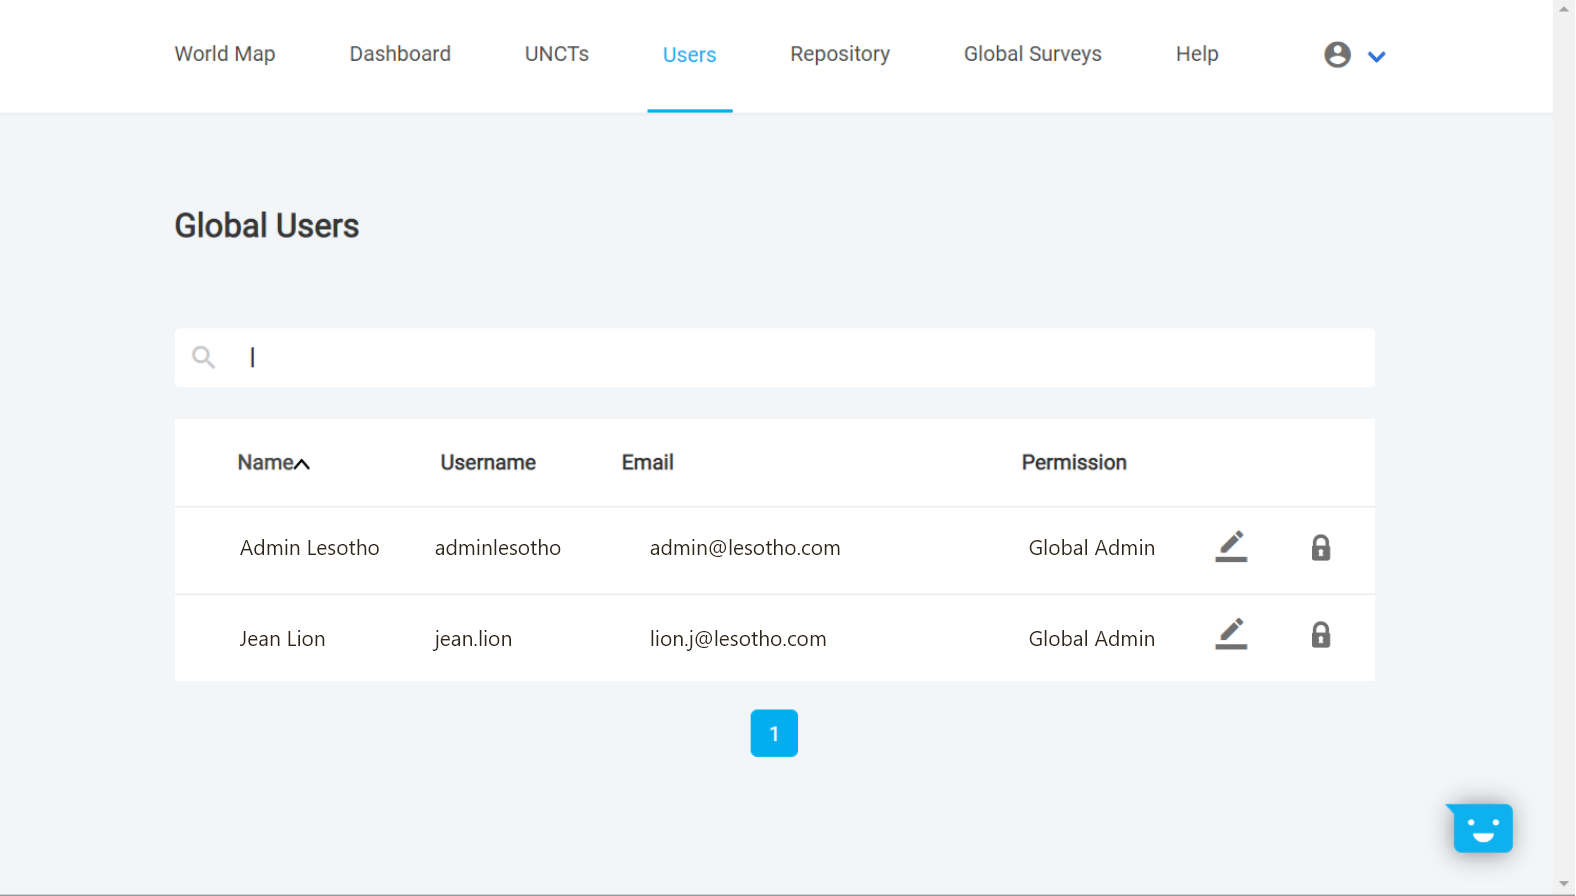 World Map Dashboard UNCTs Users Repository Global Surveys Help
Global Users
Name Username Email Permission
Admin Lesotho adminlesotho admin@lesotho.com Global Admin
Jean Lion jean.lion lion.j@lesotho.com Global Admin
1